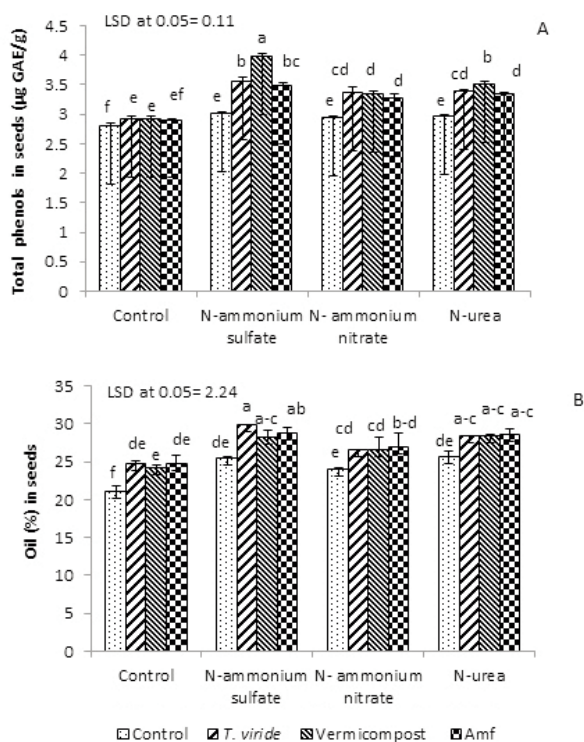 LSD at 0.05= 0.11
A
Total phenols in seeds (µg GAE/g)
4.5
4
3.5
3
2.5
2
1.5
1
0.5
0
f e e ef
e b a bc
e cd d d
e cd b d
Control N-ammonium sulfate N- ammonium nitrate N-urea
LSD at 0.05= 2.24
B
Oil (%) in seeds
35
30
25
20
15
10
5
0
f de e de
de a a-c ab
e cd cd b-d
de a-c a-c a-c
Control N-ammonium sulfate N- ammonium nitrate N-urea
Control T. viride Vermicompost Amf